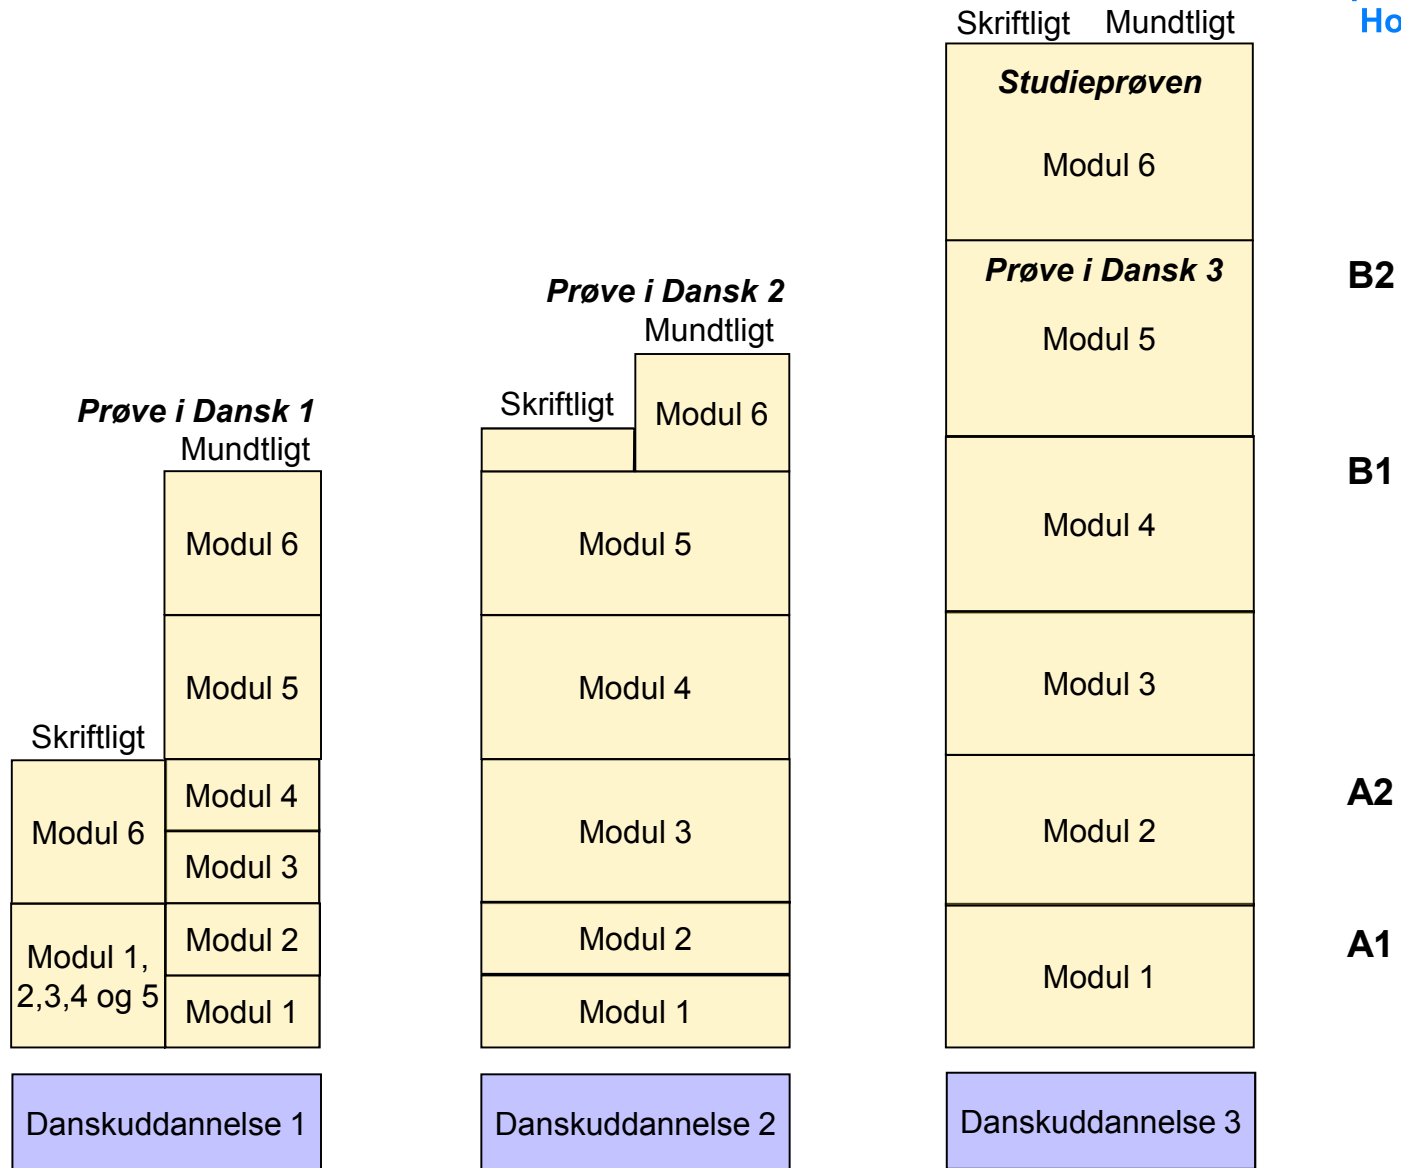 Skriftligt Mundtligt
Ho
Studieprøven
Modul 6
Prøve i Dansk 3
Modul 5
Modul 4
Modul 3
Modul 2
Modul 1
Danskuddannelse 3
Prøve i Dansk 2
Mundtligt
Skriftligt
Modul 6
Modul 5
Modul 4
Modul 3
Modul 2
Modul 1
Danskuddannelse 2
Prøve i Dansk 1
Mundtligt
Modul 6
Modul 5
Skriftligt
Modul 4
Modul 6
Modul 3
Modul 2
Modul 1,
2,3,4 og 5
Modul 1
Danskuddannelse 1
B2
B1
A2
A1